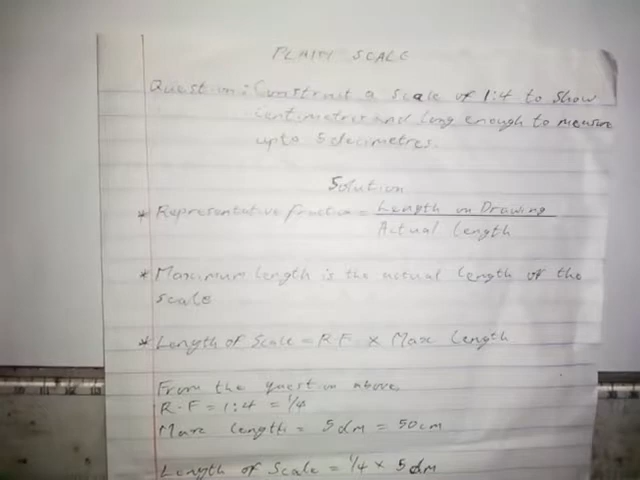 PLAIN SCALE
Question: Construct a scale of 1:4 to show
centimetres and long enough to measure
upto 5 decimetres.
Solution
* Representative fraction = Length on Drawing
Actual Length
* Maximum length is the actual length of the
scale
* Length of Scale = RF × Max Length
From the question above,
R.F = 1:4 = 1/4
Max length = 5dm = 50cm
Length of Scale = 1/4 × 5dm